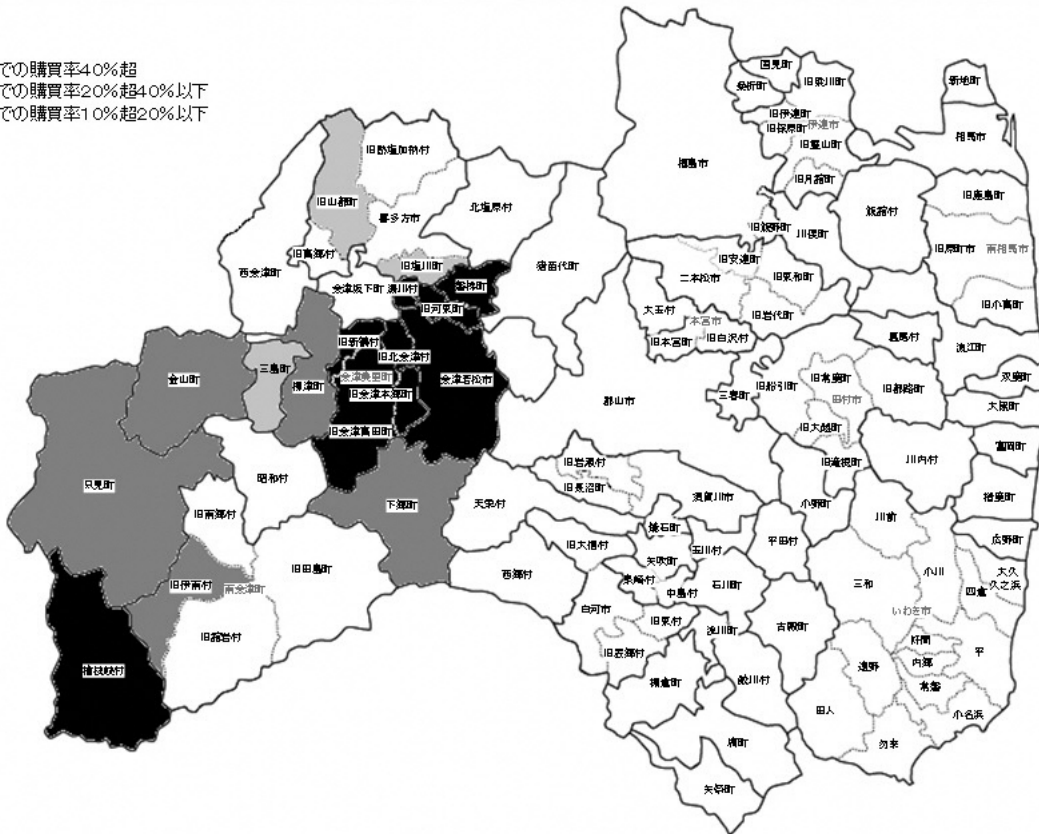 での購買率40%超
での購買率20%超40%以下
での購買率10%超20%以下
国見町
桑折町
旧梁川町
新地町
旧伊達町
旧保原町
伊達市
旧霊山町
相馬市
旧熱塩加納村
福島市
旧月舘町
旧鹿島町
旧山都町
北塩原村
飯舘村
喜多方市
旧飯野町
川俣町
旧高郷村
旧原町市
南相馬市
西会津町
旧塩川町
猪苗代町
旧安達町
二本松市
旧東和町
会津坂下町
湯川村
磐梯町
旧小高町
旧河東町
大玉村
旧岩代町
本宮市
旧新鶴村
旧本宮町
旧白沢村
葛尾村
浪江町
旧北会津村
三島町
会津美里町
会津若松市
金山町
柳津町
旧会津本郷町
郡山市
三春町
旧船引町
旧常葉町
旧都路村
双葉町
田村市
大熊町
旧会津高田町
旧大越町
富岡町
旧滝根町
川内村
旧岩瀬村
昭和村
只見町
旧長沼町
下郷町
天栄村
須賀川市
小野町
楢葉町
旧南郷村
川前
鏡石町
広野町
平田村
旧大信村
矢吹町
玉川村
旧田島町
西郷村
小川
旧伊南村
泉崎村
石川町
三和
大久
久之浜
南会津町
中島村
四倉
白河市
いわき市
旧東村
古殿町
旧舘岩村
浅川町
好間
旧表郷村
平
内郷
檜枝岐村
遠野
棚倉町
鮫川村
常磐
田人
小名浜
塙町
勿来
矢祭町